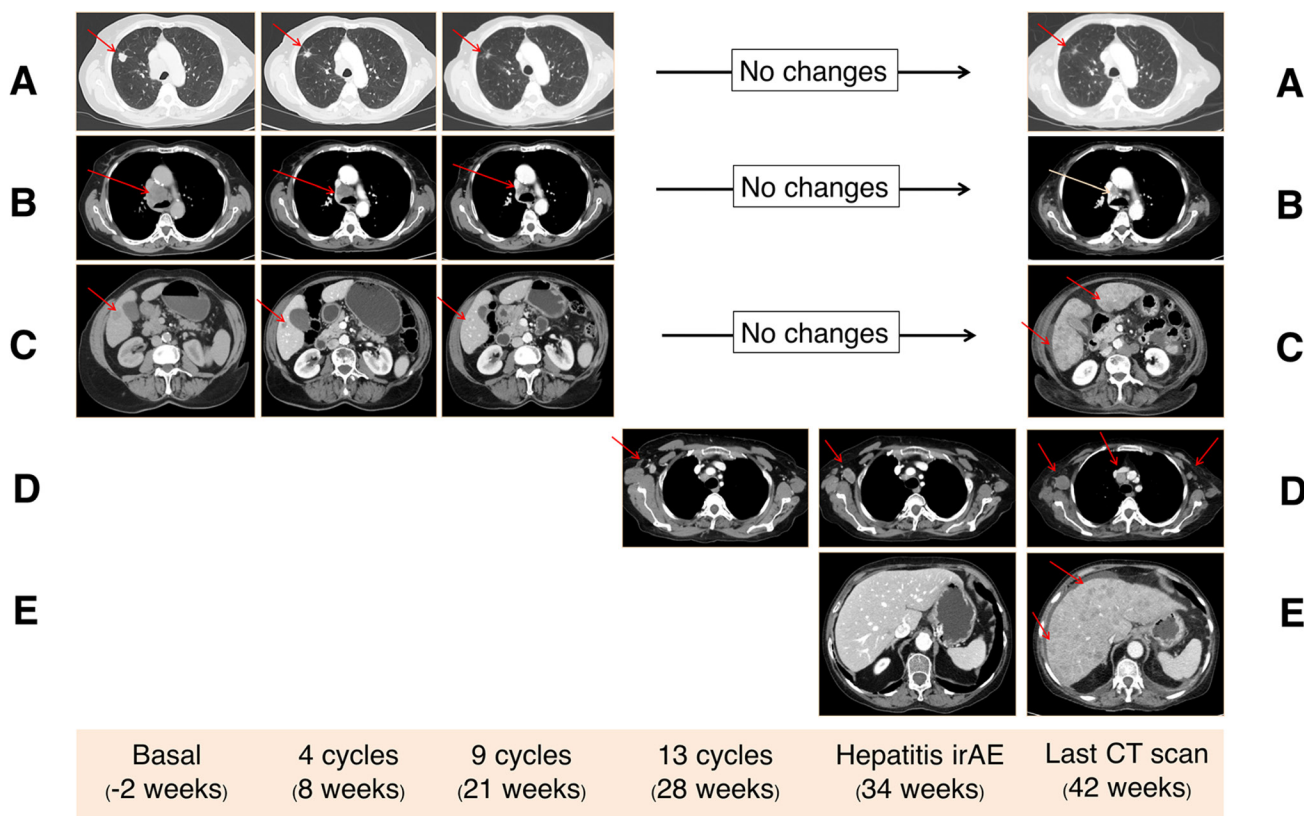 A No changes A
B No changes B
C No changes C
D D
E E
Basal 4 cycles 9 cycles 13 cycles Hepatitis irAE Last CT scan
(-2 weeks) (8 weeks) (21 weeks) (28 weeks) (34 weeks) (42 weeks)